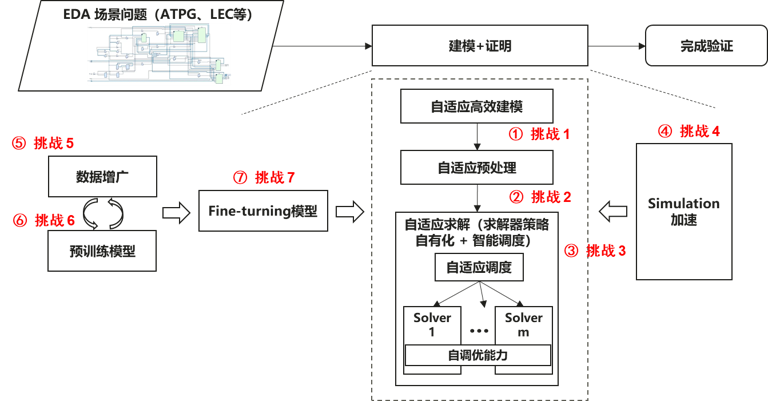 EDA 场景问题（ATPG、LEC等）
建模+证明
完成验证
自适应高效建模
① 挑战1
自适应预处理
② 挑战2
自适应求解（求解器策略
自有化 + 智能调度）
③ 挑战3
自适应调度
Solver
1
•••
Solver
m
自调优能力
④ 挑战4
Simulation
加速
⑤ 挑战5
数据增广
⑥ 挑战6
预训练模型
⑦ 挑战7
Fine-turning模型